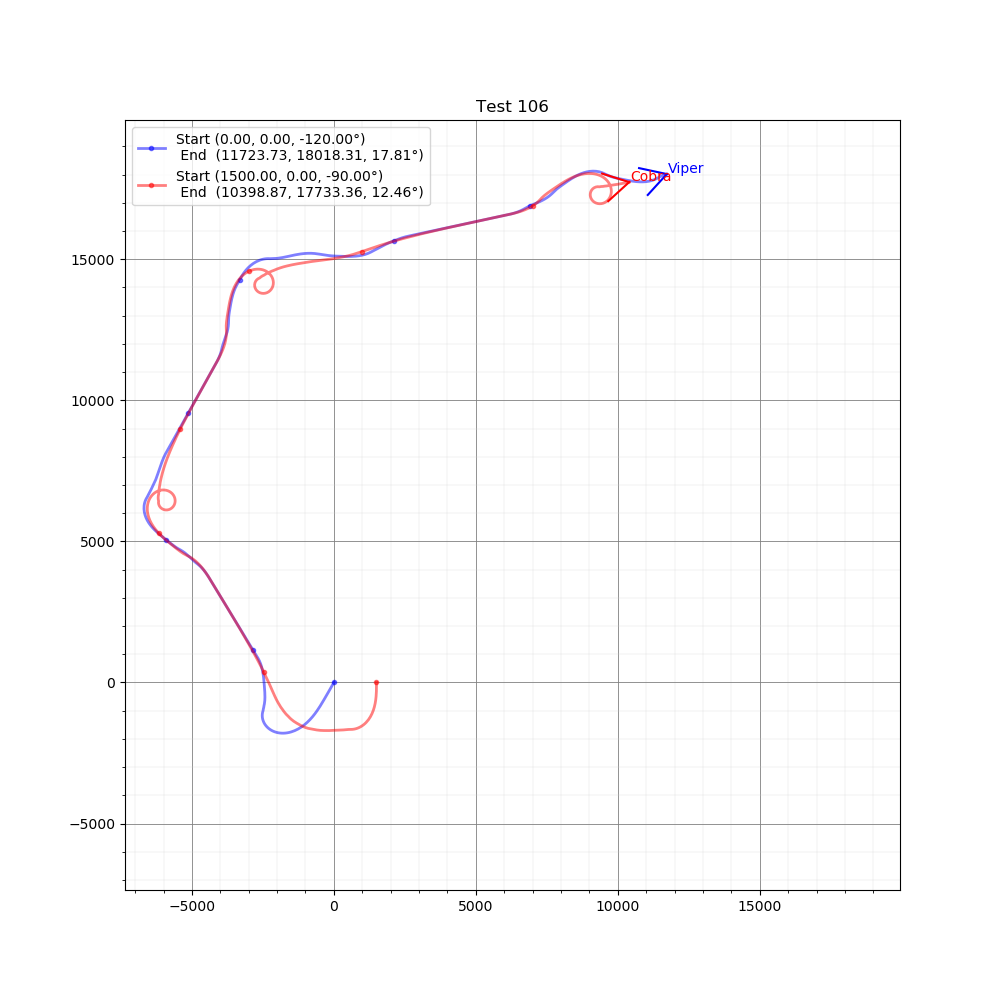 Test 106
Start (0.00, 0.00, -120.00°)
End  (11723.73, 18018.31, 17.81°)
Start (1500.00, 0.00, -90.00°)
End  (10398.87, 17733.36, 12.46°)
Viper
Cobra
15000
10000
5000
0
−5000
−5000
0
5000
10000
15000